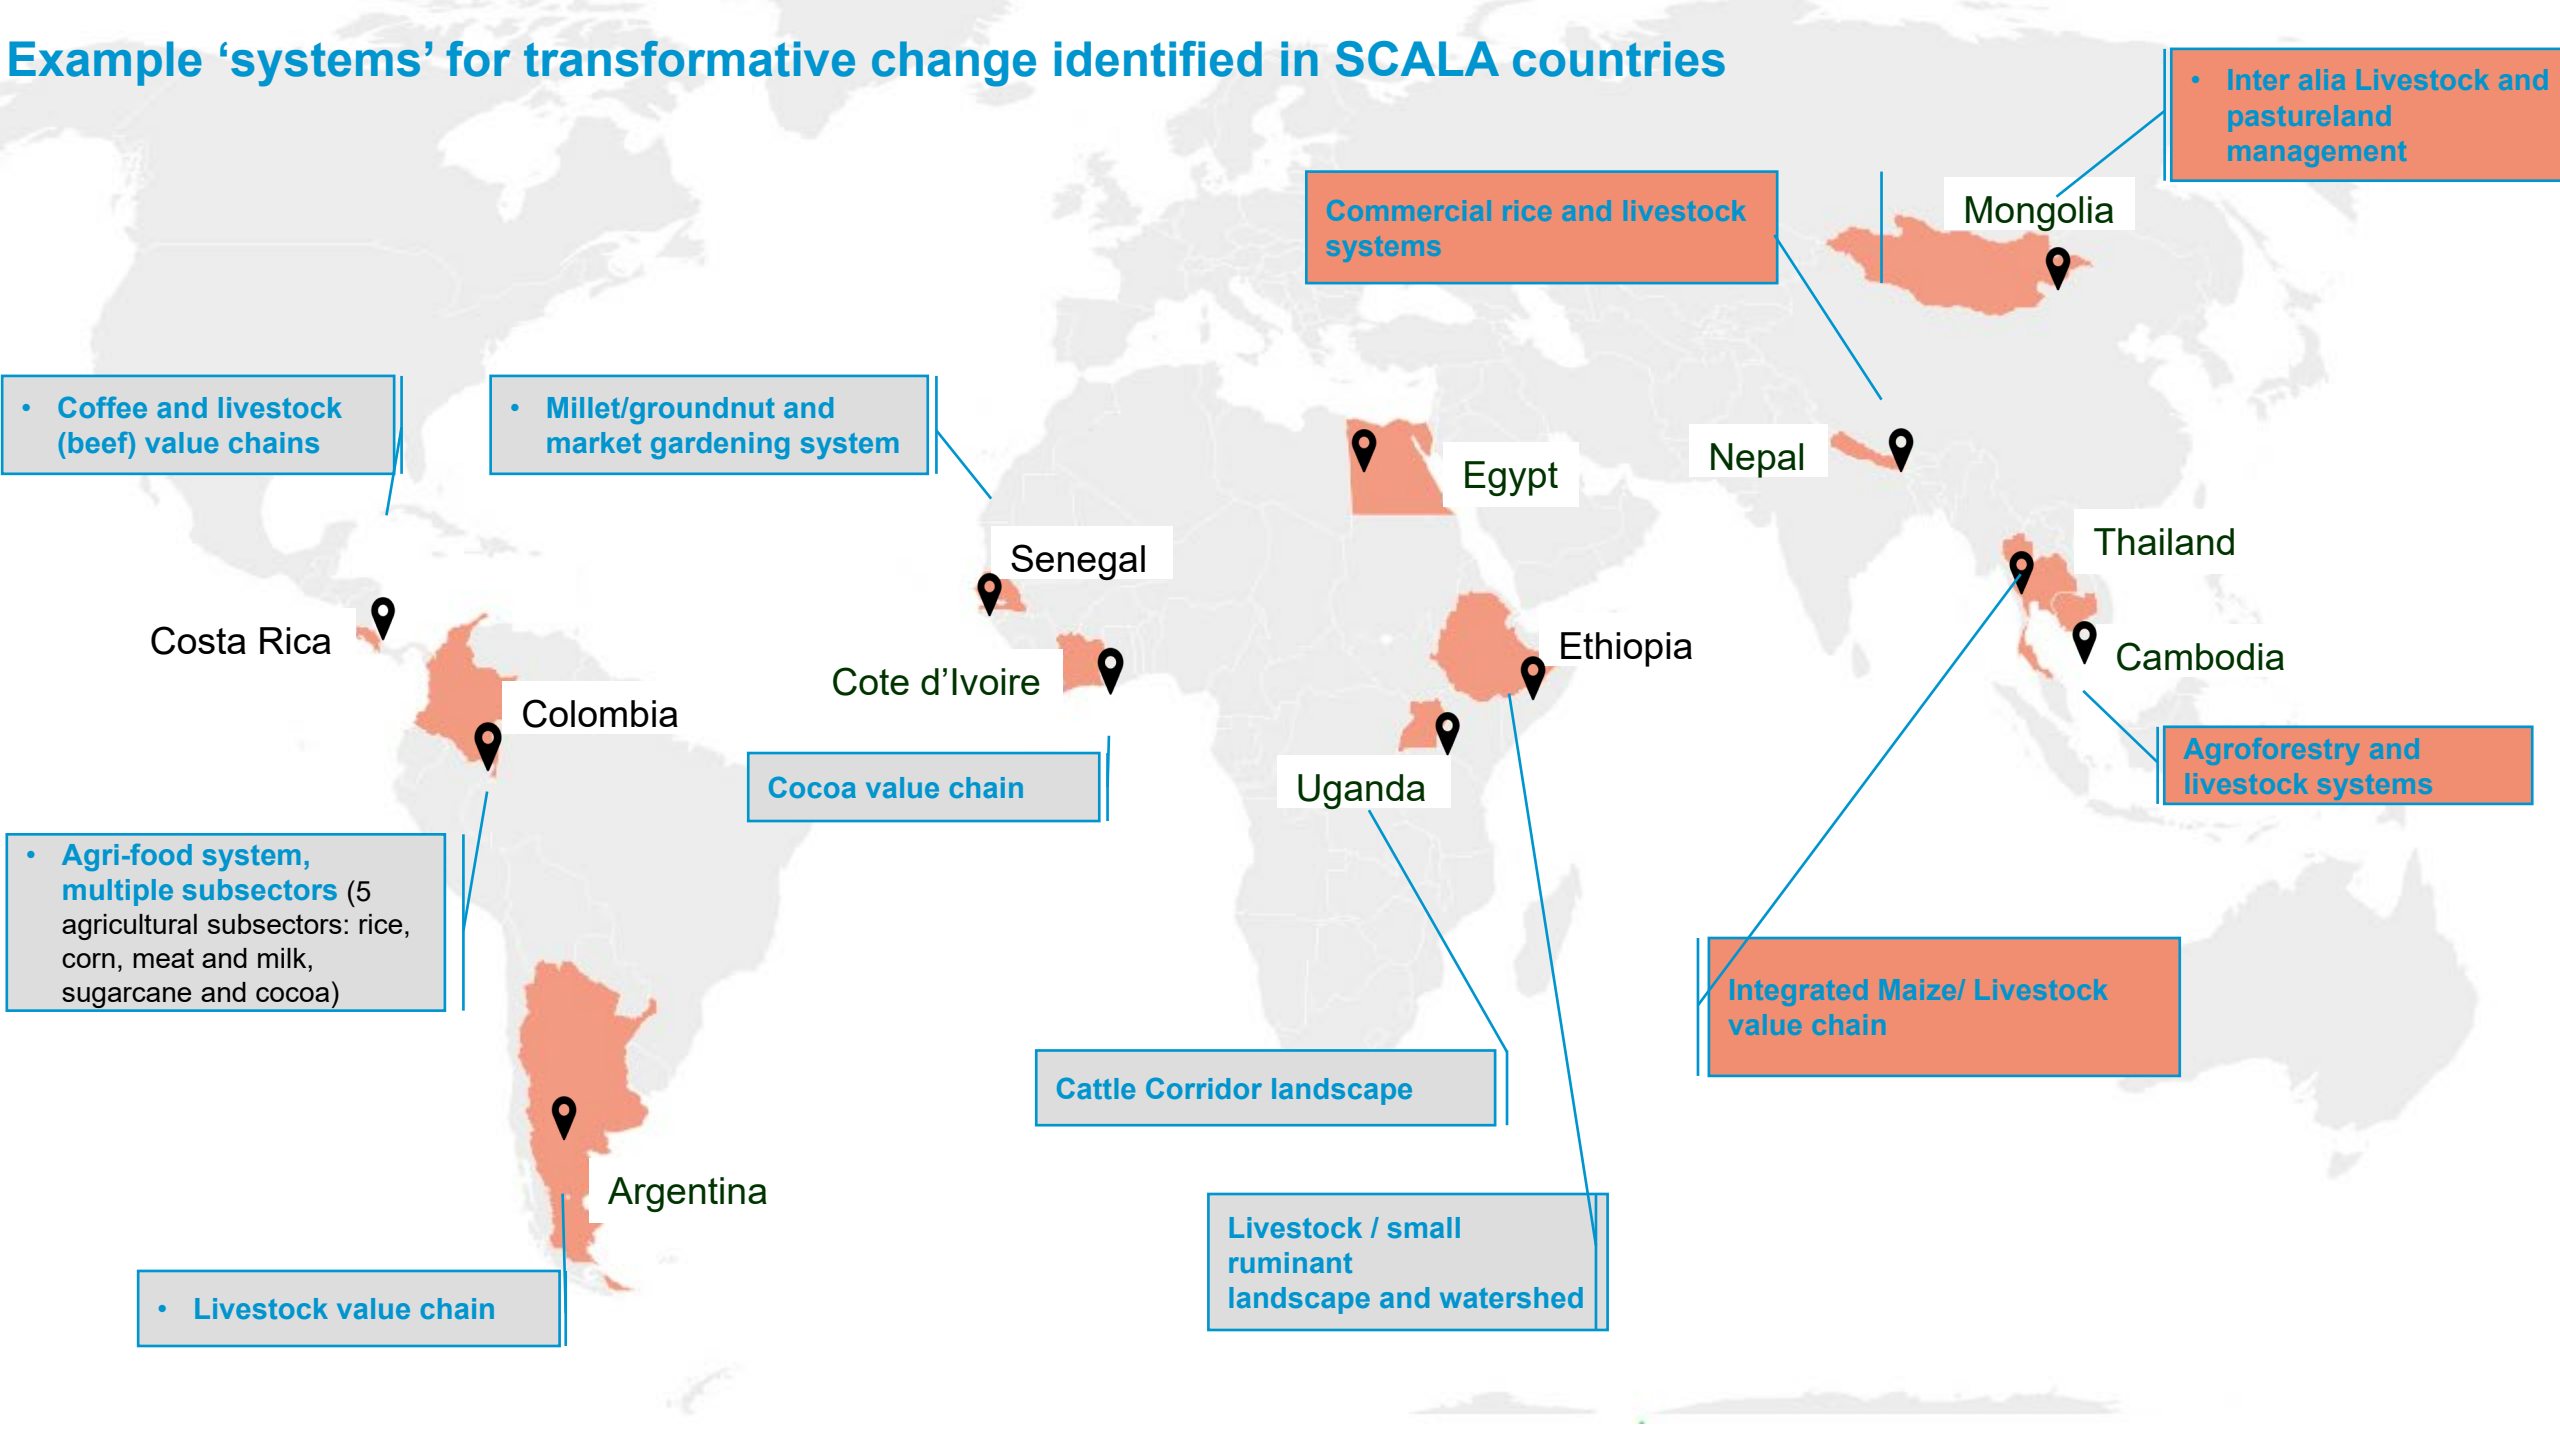 Example ‘systems’ for transformative change identified in SCALA countries
• Inter alia Livestock and
pastureland
management
Commercial rice and livestock
systems
Mongolia
• Coffee and livestock
(beef) value chains
• Millet/groundnut and
market gardening system
Egypt
Nepal
Senegal
Thailand
Costa Rica
Cote d’Ivoire
Ethiopia
Cambodia
Colombia
Uganda
Cocoa value chain
Agroforestry and
livestock systems
• Agri-food system,
multiple subsectors (5
agricultural subsectors: rice,
corn, meat and milk,
sugarcane and cocoa)
Integrated Maize/ Livestock
value chain
Cattle Corridor landscape
Argentina
Livestock / small
ruminant
landscape and watershed
• Livestock value chain